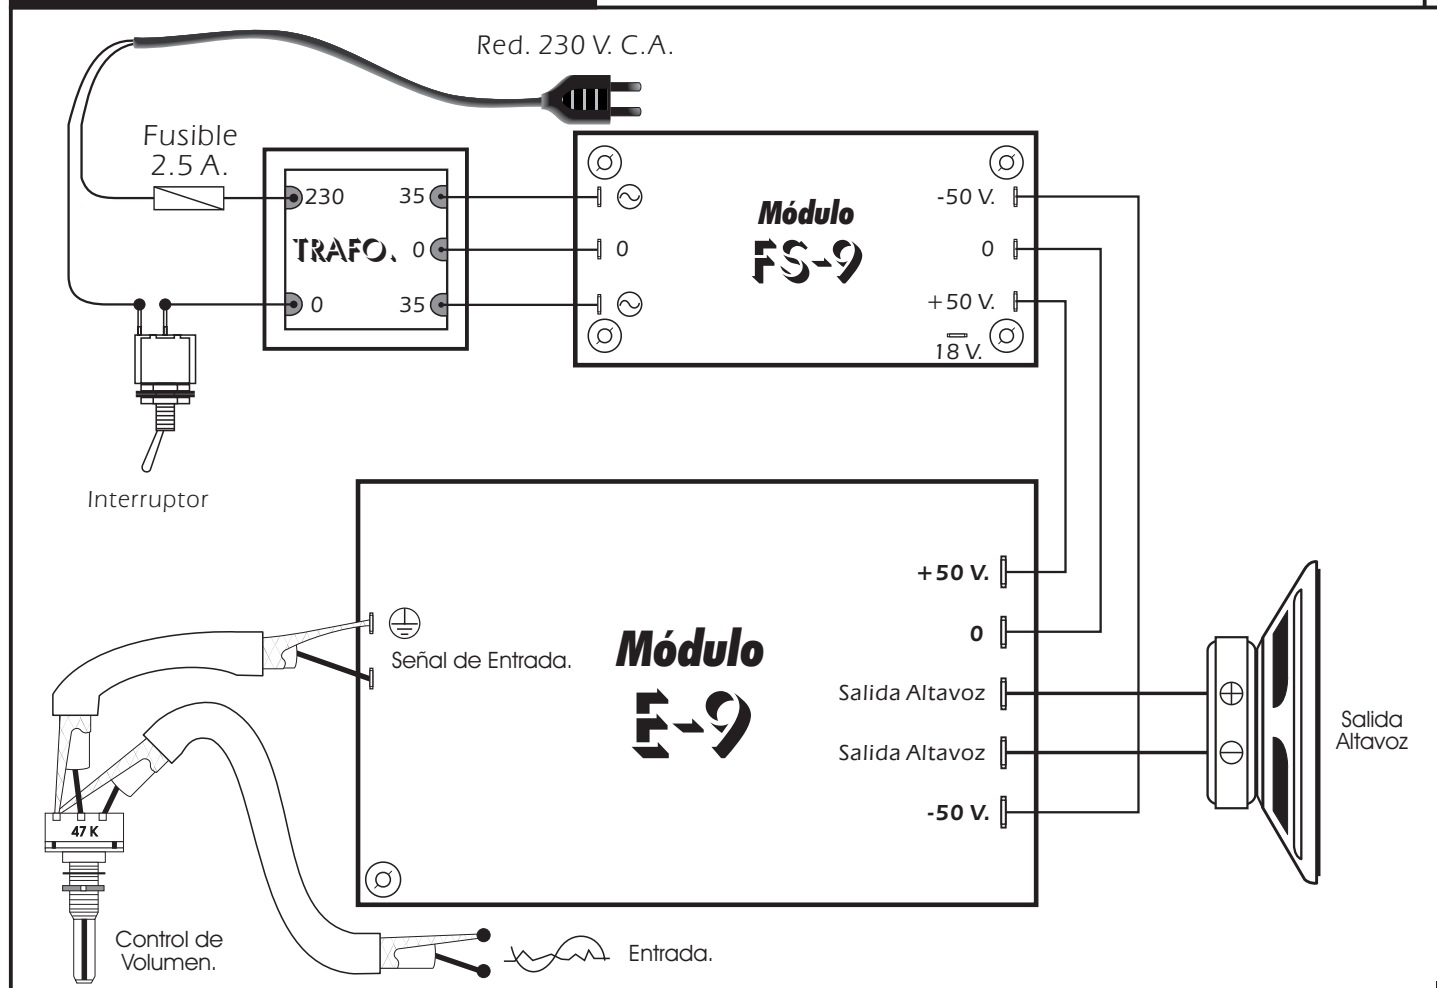 Red. 230 V. C.A.
Fusible
2.5 A.
230
35
TRAFO.
0
0
35
Interruptor
0
Módulo
FS-9
-50 V.
0
+50 V.
18 V.
+50 V.
0
Señal de Entrada.
Módulo
E-9
Salida Altavoz
Salida Altavoz
-50 V.
Salida
Altavoz
47 K
Control de
Volumen.
Entrada.